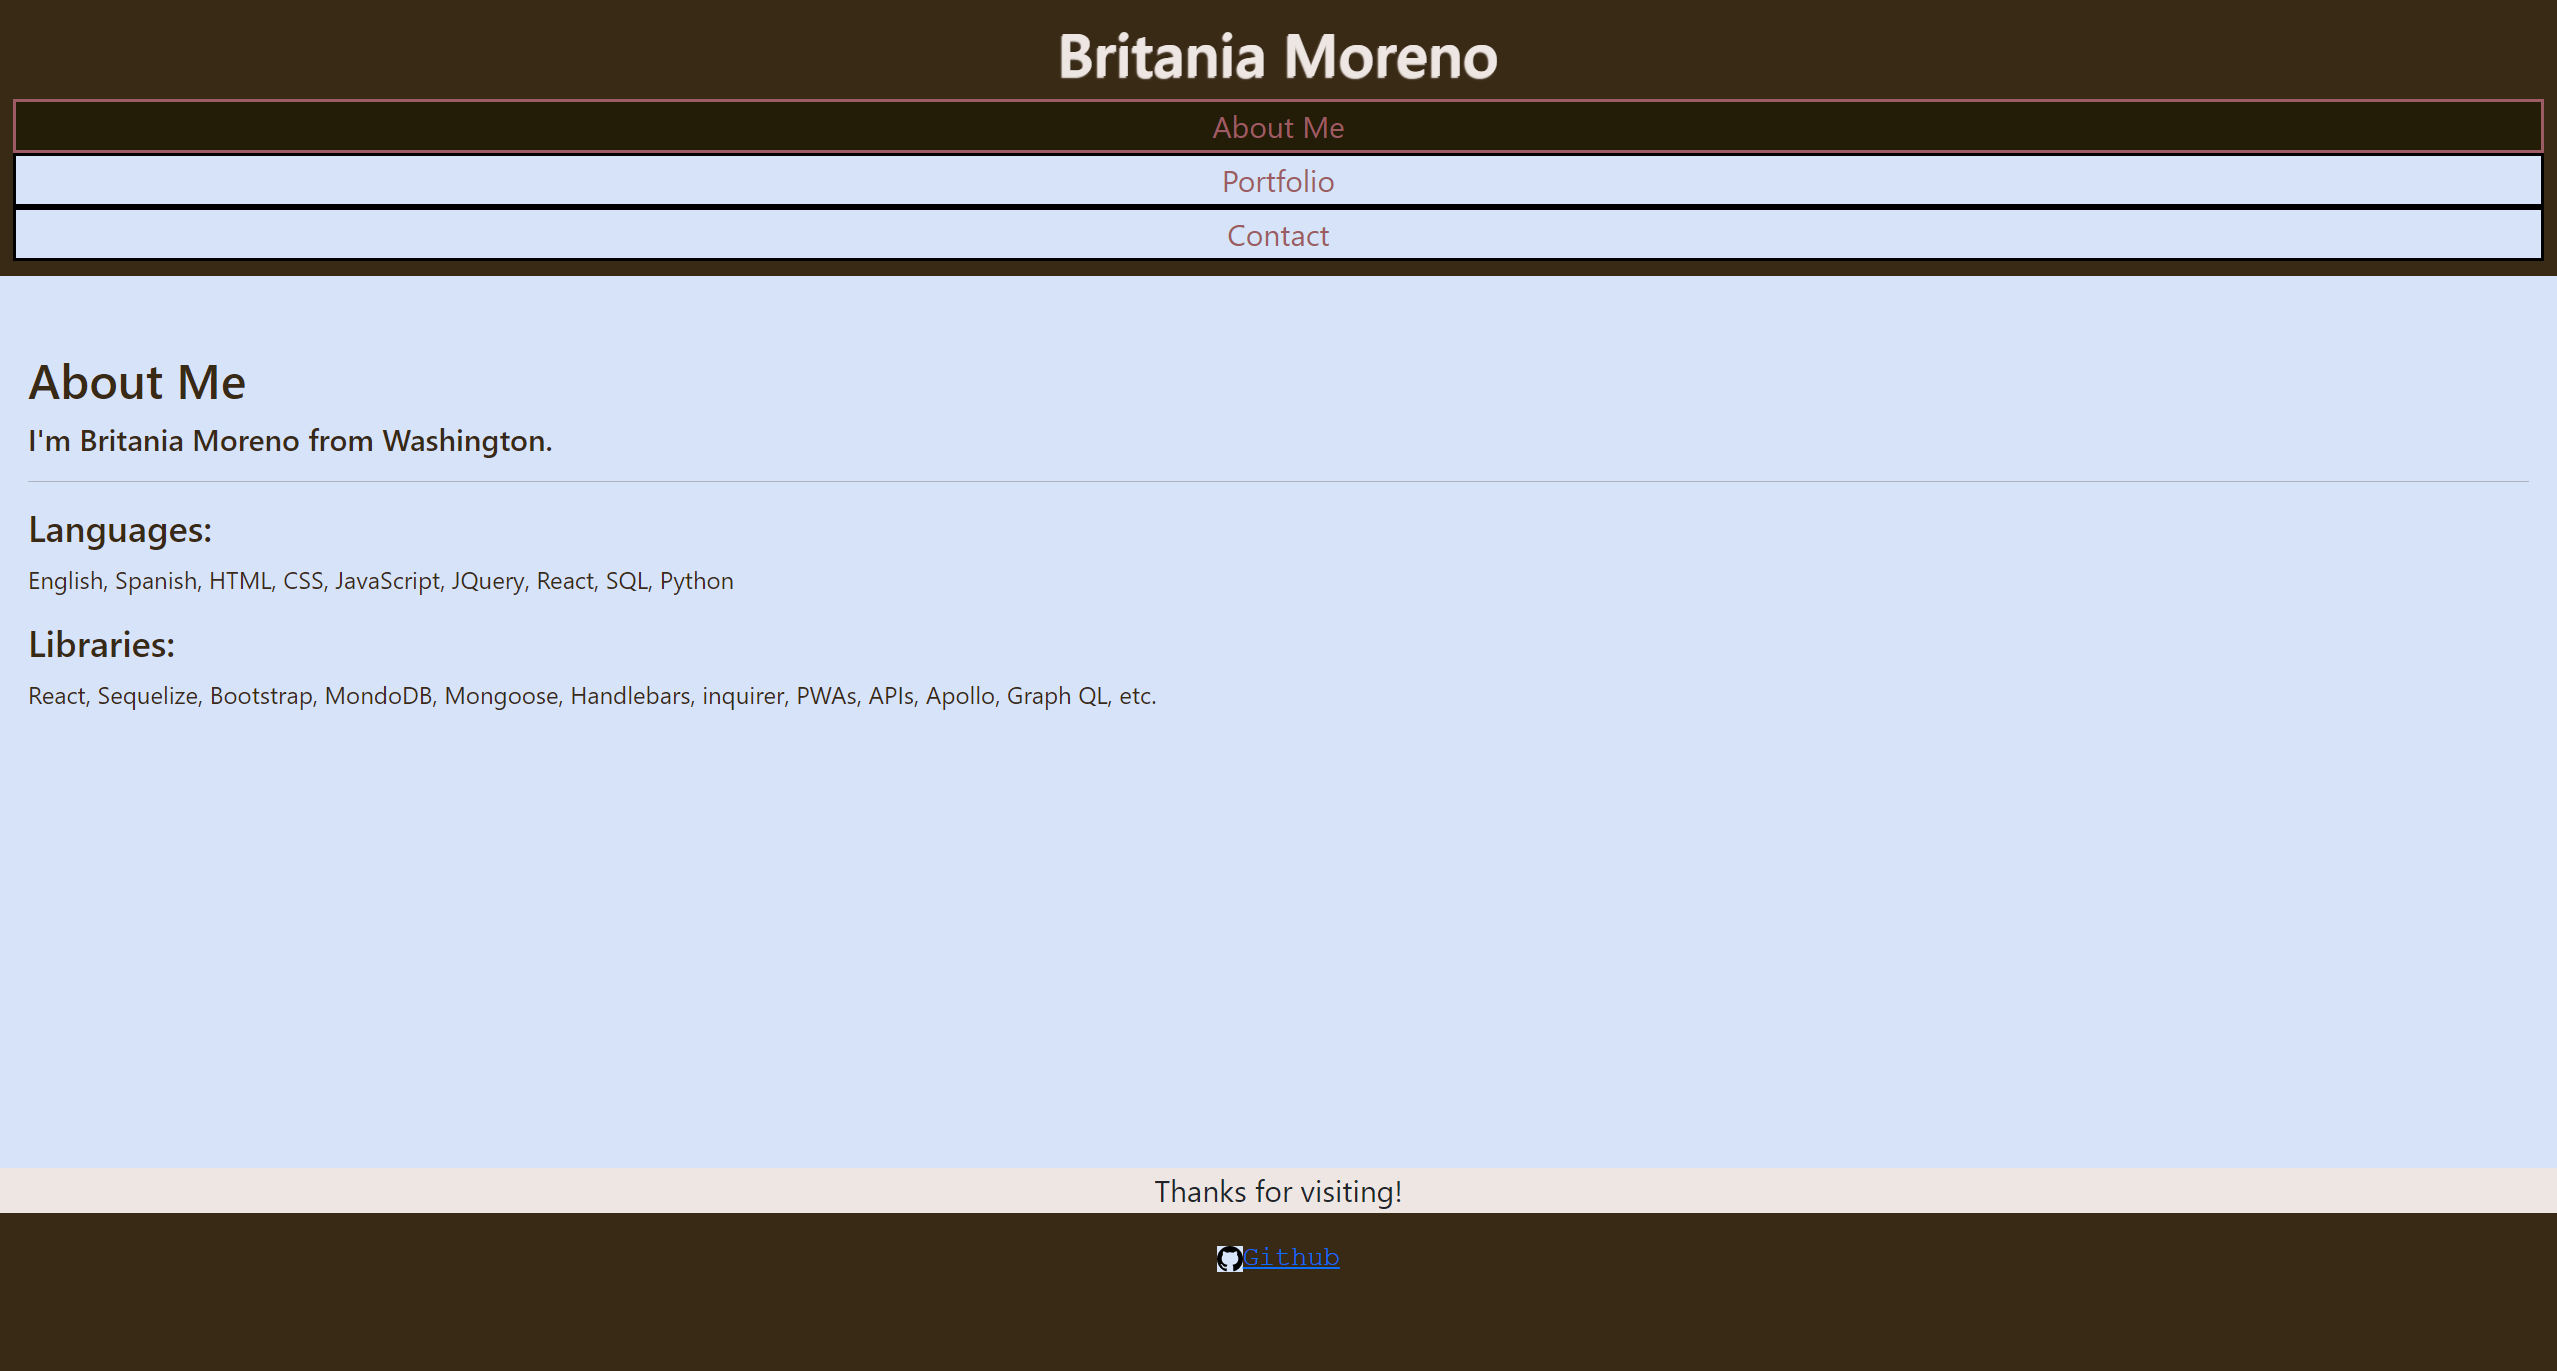 Britania Moreno
About Me
Portfolio
Contact
About Me
I'm Britania Moreno from Washington.
Languages:
English, Spanish, HTML, CSS, JavaScript, JQuery, React, SQL, Python
Libraries:
React, Sequelize, Bootstrap, MondoDB, Mongoose, Handlebars, inquirer, PWAs, APIs, Apollo, Graph QL, etc.
Thanks for visiting!
Github